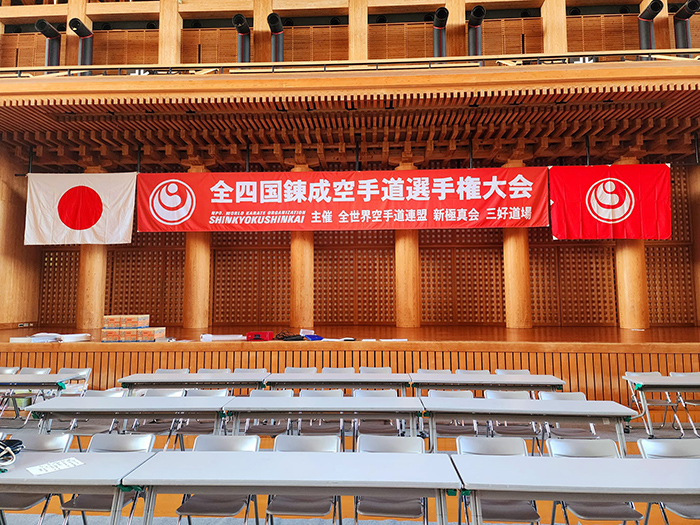 全四国錬成空手道選手権大会
NPO. WORLD KARATE ORGANIZATION
SHINKYOKUSHINKAI
主催 全世界空手道連盟 新極真会 三好道場